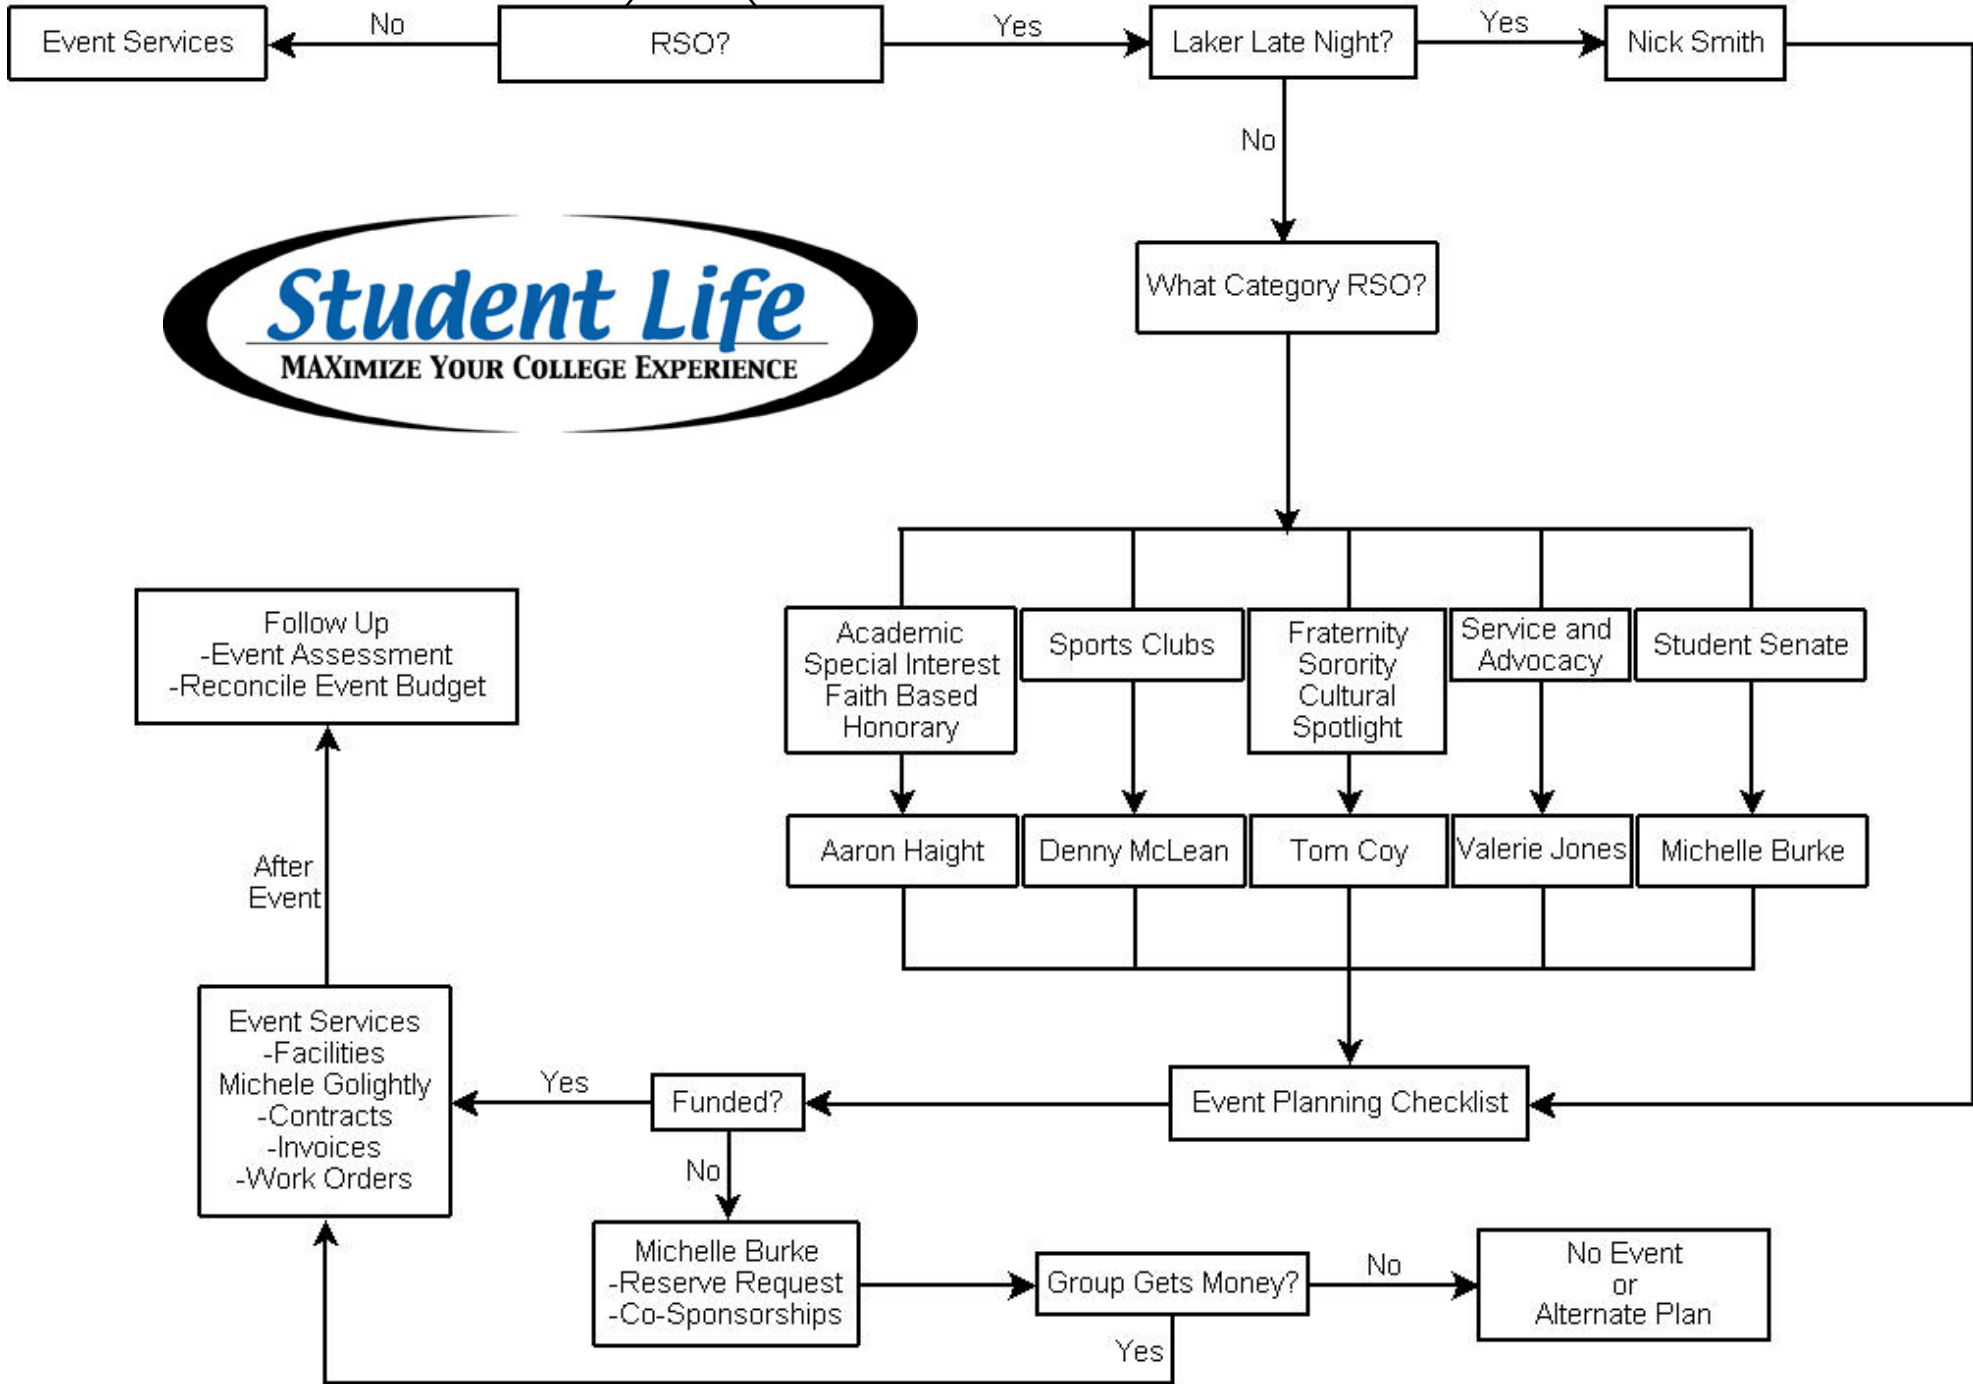 Event Services
No
RSO?
Yes
Laker Late Night?
Yes
Nick Smith
No
What Category RSO?
Student Life
MAXIMIZE YOUR COLLEGE EXPERIENCE
Academic
Special Interest
Faith Based
Honorary
Sports Clubs
Fraternity
Sorority
Cultural
Spotlight
Service and
Advocacy
Student Senate
Aaron Haight
Denny McLean
Tom Coy
Valerie Jones
Michelle Burke
Follow Up
-Event Assessment
-Reconcile Event Budget
After
Event
Event Services
-Facilities
Michele Golightly
-Contracts
-Invoices
-Work Orders
Yes
Funded?
Event Planning Checklist
No
Michelle Burke
-Reserve Request
-Co-Sponsorships
Group Gets Money?
No
No Event
or
Alternate Plan
Yes